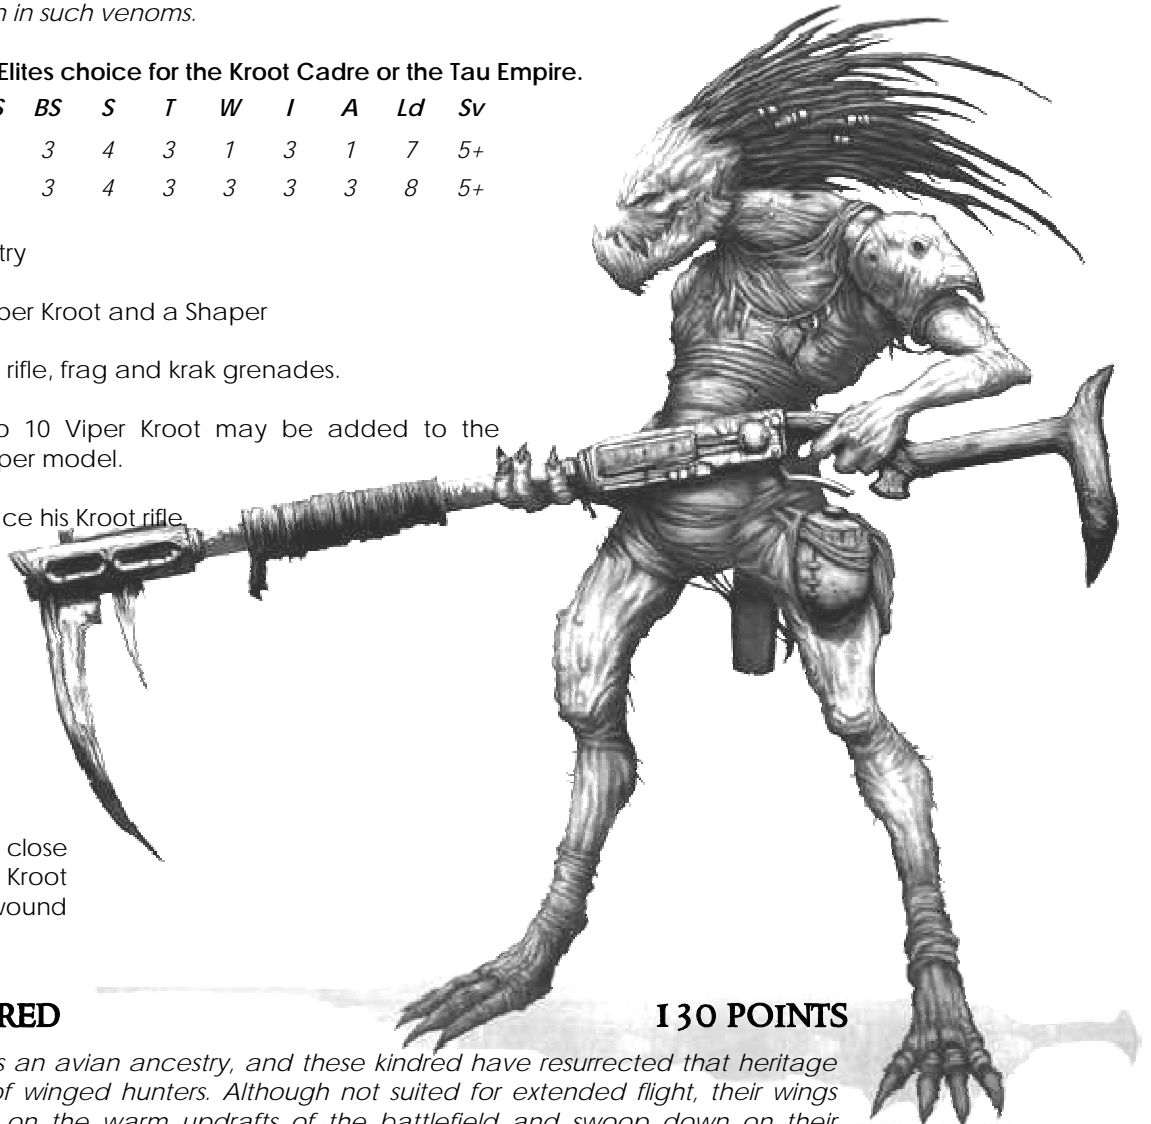 in such venoms.
Elites choice for the Kroot Cadre or the Tau Empire.
S BS S T W I A Ld Sv
3 4 3 1 3 1 7 5+
3 4 3 3 3 3 8 5+
try
per Kroot and a Shaper
rifle, frag and krak grenades.
10 Viper Kroot may be added to the
per model.
ce his Kroot rifle
close
Kroot
wound
RED
130 POINTS
s an avian ancestry, and these kindred have resurrected that heritage
of winged hunters. Although not suited for extended flight, their wings
on the warm updrafts of the battlefield and swoop down on their